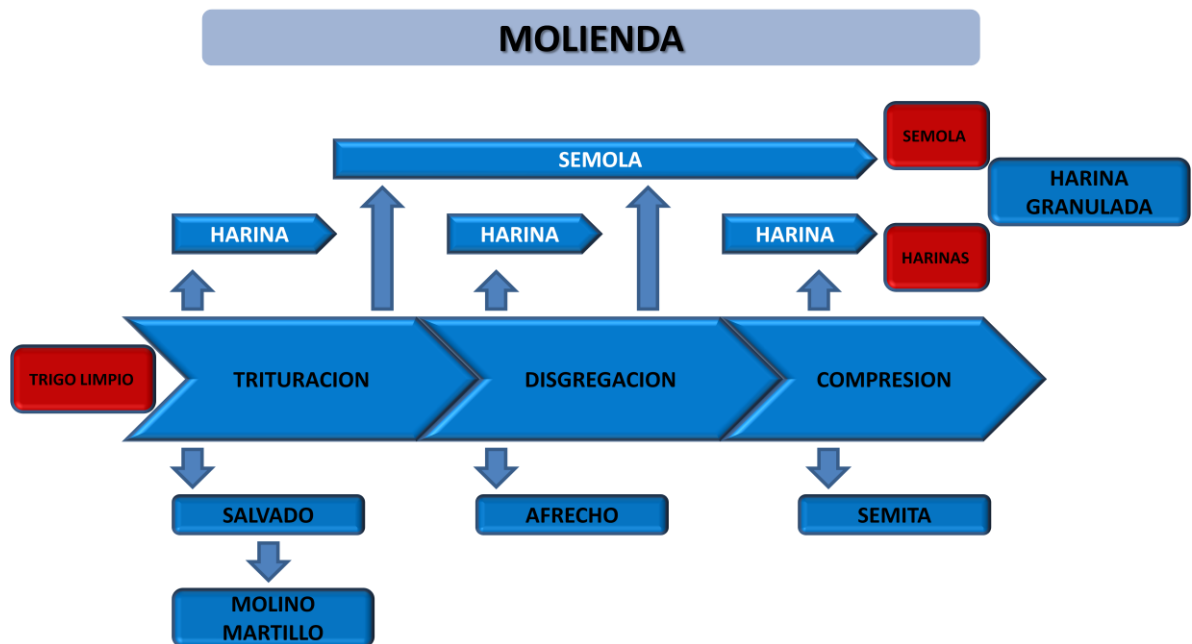 MOLIENDA
SEMOLA
SEMOLA
HARINA
GRANULADA
HARINA
HARINA
HARINA
HARINAS
TRIGO LIMPIO
TRITURACION
DISGREGACION
COMPRESION
SALVADO
AFRECHO
SEMITA
MOLINO
MARTILLO